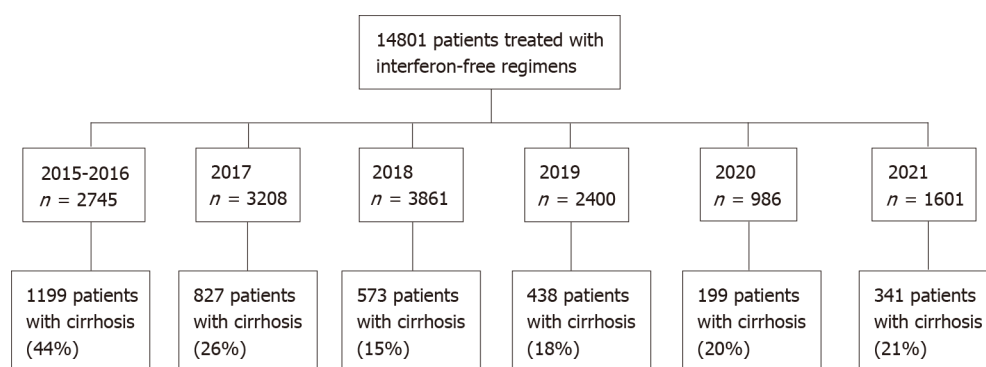 14801 patients treated with
interferon-free regimens
2015-2016
n = 2745
2017
n = 3208
2018
n = 3861
2019
n = 2400
2020
n = 986
2021
n = 1601
1199 patients
with cirrhosis
(44%)
827 patients
with cirrhosis
(26%)
573 patients
with cirrhosis
(15%)
438 patients
with cirrhosis
(18%)
199 patients
with cirrhosis
(20%)
341 patients
with cirrhosis
(21%)